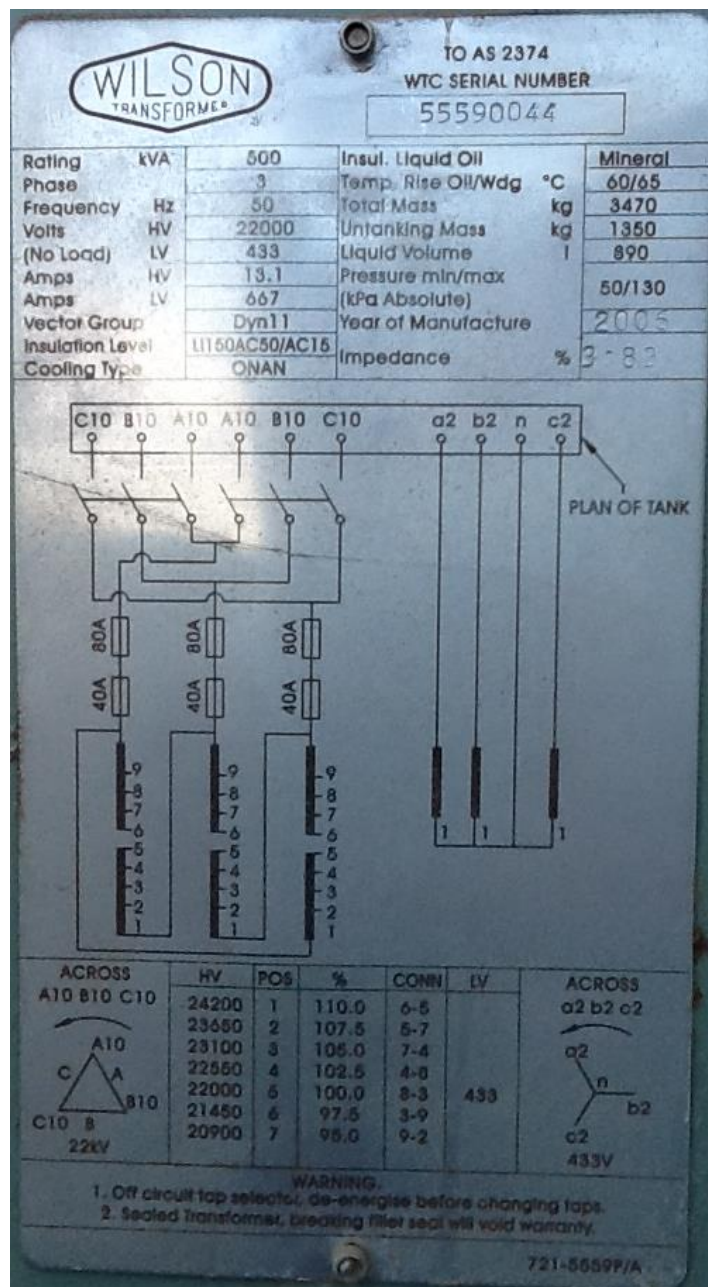 WILSON
TRANSFORMER
TO AS 2374
WTC SERIAL NUMBER
55590044
Rating kVA 500 Insul. Liquid Oil Mineral
Phase 3 Temp. Rise Oil/Wdg °C 60/65
Frequency Hz 50 Total Mass kg 3470
Volts HV 22000 Untanking Mass kg 1350
(No Load) LV 433 Liquid Volume l 890
Amps HV 13.1 Pressure min/max
Amps LV 667 (kPa Absolute) 50/130
Vector Group Dyn11 Year of Manufacture
Insulation Level LI150AC50/AC15 Impedance % 3.83
Cooling Type ONAN
C10 B10 A10 A10 B10 C10 a2 b2 n c2
PLAN OF TANK
80A 80A 80A
40A 40A 40A
9 9 9
8 8 8
7 7 7
6 6 6
5 5 5
4 4 4
3 3 3
2 2 2
1 1 1
1 1 1
ACROSS
A10 B10 C10
A10
C A
C10 B B10
22kV
HV POS % CONN LV
24200 1 110.0 6-5
23650 2 107.5 5-7
23100 3 105.0 7-4
22550 4 102.5 4-8
22000 5 100.0 8-3 433
21450 6 97.5 3-9
20900 7 95.0 9-2
ACROSS
a2 b2 c2
a2
n
b2
c2
433V
WARNING.
1. Off circuit tap selector, de-energise before changing taps.
2. Sealed Transformer, breaking filler seal will void warranty.
721-5559P/A